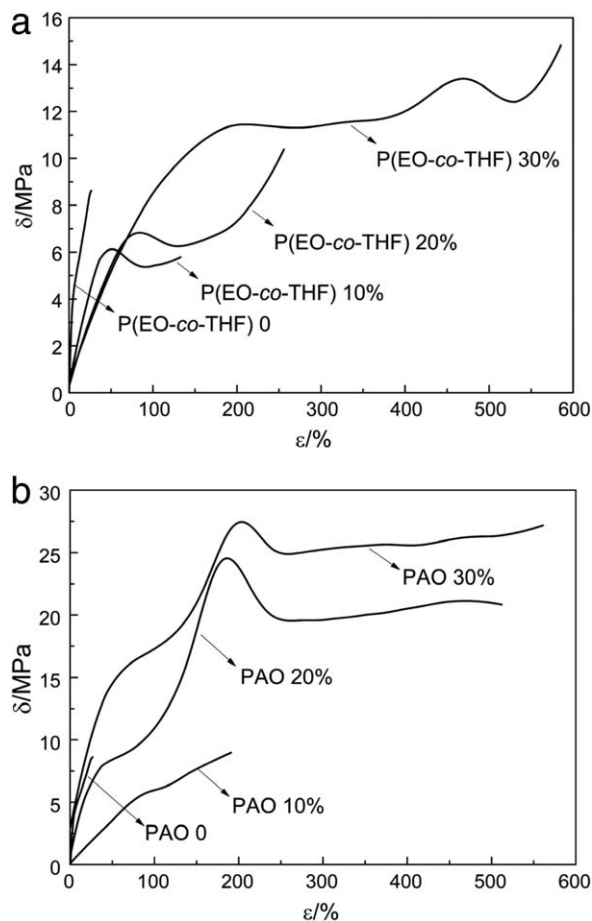 a
16
14
12
10
8
6
4
2
0
δ/MPa
P(EO-co-THF) 30%
P(EO-co-THF) 20%
P(EO-co-THF) 10%
P(EO-co-THF) 0
0 100 200 300 400 500 600
ε/%
b
30
25
20
15
10
5
0
δ/MPa
PAO 30%
PAO 20%
PAO 10%
PAO 0
0 100 200 300 400 500 600
ε/%